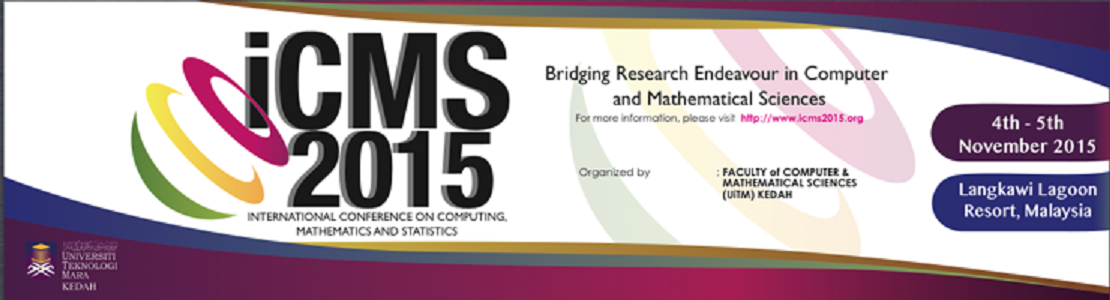 iCMS
2015
INTERNATIONAL CONFERENCE ON COMPUTING,
MATHEMATICS AND STATISTICS
Bridging Research Endeavour in Computer
and Mathematical Sciences
For more information, please visit http://www.icms2015.org
Organized by : FACULTY of COMPUTER &
MATHEMATICAL SCIENCES
(UiTM) KEDAH
4th - 5th
November 2015
Langkawi Lagoon
Resort, Malaysia
UNIVERSITI
TEKNOLOGI
MARA
KEDAH